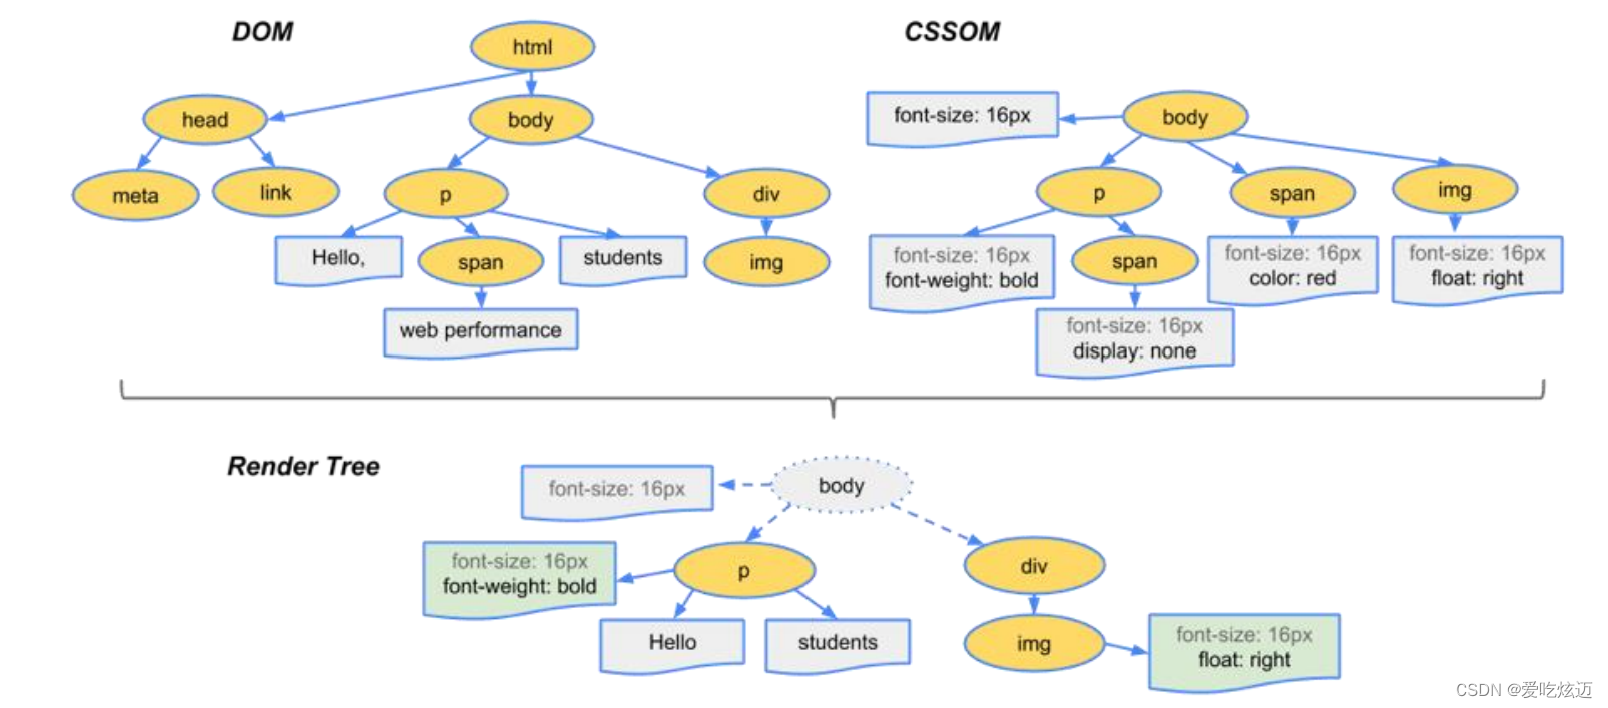 DOM
html
head
body
meta
link
p
div
Hello,
span
students
img
web performance
CSSOM
font-size: 16px
body
p
span
img
font-size: 16px
font-weight: bold
span
font-size: 16px
color: red
font-size: 16px
float: right
font-size: 16px
display: none
Render Tree
font-size: 16px
body
font-size: 16px
font-weight: bold
p
div
Hello
students
img
font-size: 16px
float: right
CSDN @爱吃炫迈